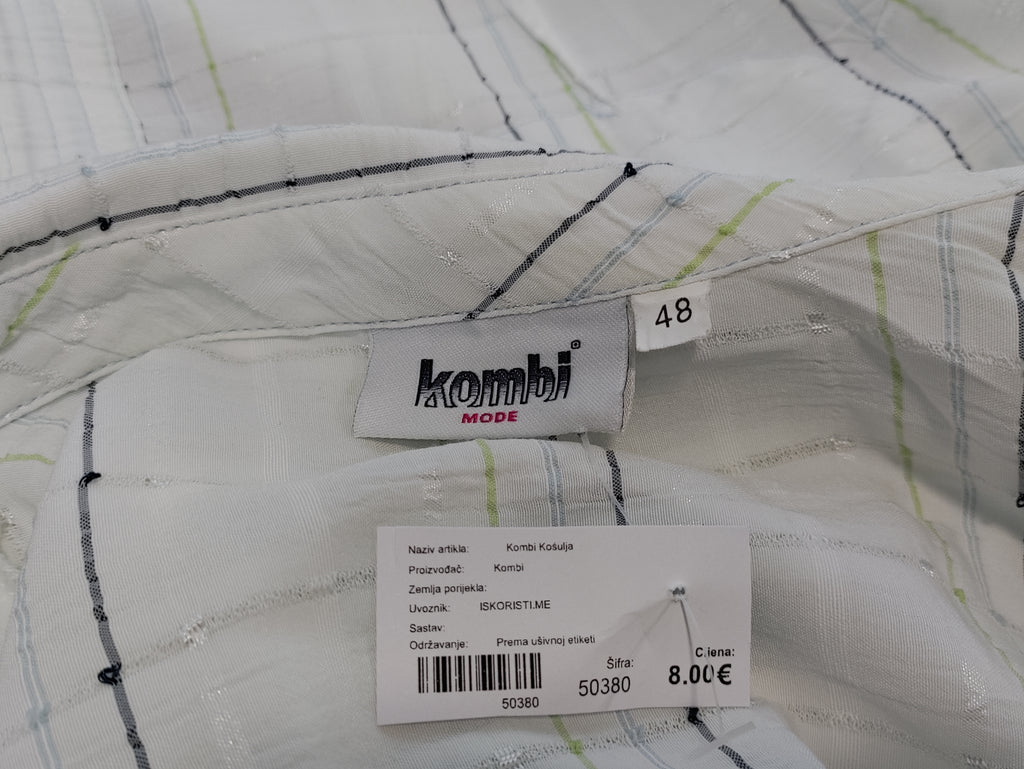 48
kombi
MODE
Naziv artikla: Kombi Košulja
Proizvođač: Kombi
Zemlja porijekla:
Uvoznik: ISKORISTI.ME
Sastav:
Održavanje: Prema ušivnoj etiketi
Šifra: Cijena:
50380 50380 8.00€